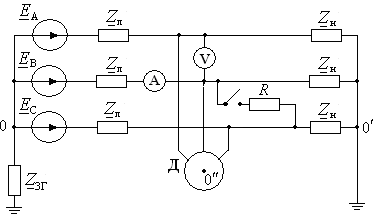 E_A Z_л Z_н
V
E_B Z_л A Z_н
R
E_C Z_л Z_н
0 0′
Д 0″
Z_ЗГ